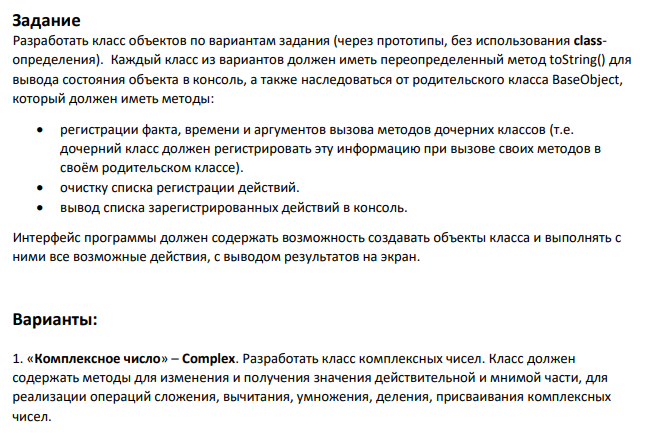 Задание
Разработать класс объектов по вариантам задания (через прототипы, без использования class-
определения).  Каждый класс из вариантов должен иметь переопределенный метод toString() для
вывода состояния объекта в консоль, а также наследоваться от родительского класса BaseObject,
который должен иметь методы:
• регистрации факта, времени и аргументов вызова методов дочерних классов (т.е.
дочерний класс должен регистрировать эту информацию при вызове своих методов в
своём родительском классе).
• очистку списка регистрации действий.
• вывод списка зарегистрированных действий в консоль.
Интерфейс программы должен содержать возможность создавать объекты класса и выполнять с
ними все возможные действия, с выводом результатов на экран.
Варианты:
1. «Комплексное число» – Complex. Разработать класс комплексных чисел. Класс должен
содержать методы для изменения и получения значения действительной и мнимой части, для
реализации операций сложения, вычитания, умножения, деления, присваивания комплексных
чисел.